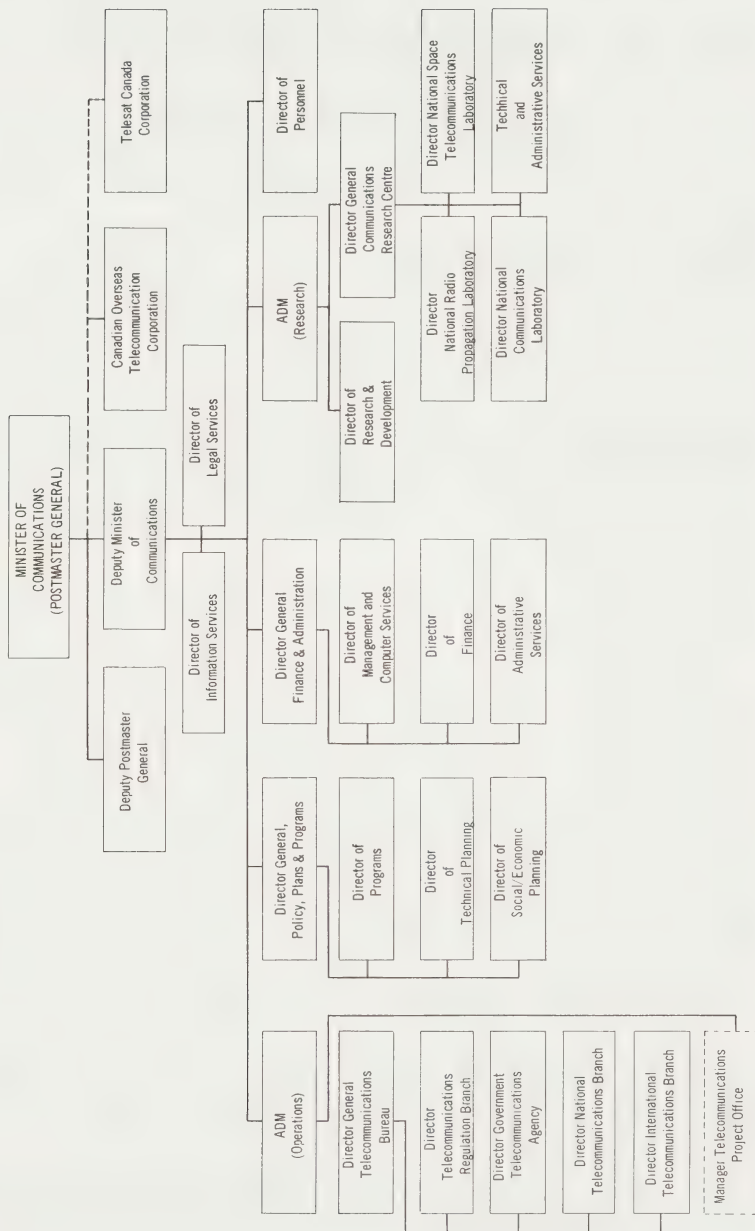 MINISTER OF
COMMUNICATIONS
(POSTMASTER GENERAL)
Deputy Postmaster
General
Deputy Minister
of
Communications
Canadian Overseas
Telecommunication
Corporation
Telesat Canada
Corporation
Director of
Information Services
Director of
Legal Services
ADM
(Operations)
Director General,
Policy, Plans & Programs
Director General
Finance & Administration
ADM
(Research)
Director of
Personnel
Director General
Telecommunications
Bureau
Director
Telecommunications
Regulation Branch
Director Government
Telecommunications
Agency
Director National
Telecommunications Branch
Director International
Telecommunications Branch
Manager Telecommunications
Project Office
Director of
Programs
Director
of
Technical Planning
Director of
Social/Economic
Planning
Director of
Management and
Computer Services
Director
of
Finance
Director of
Administrative
Services
Director of
Research &
Development
Director General
Communications
Research Centre
Director
National Radio
Propagation Laboratory
Director National Space
Telecommunications
Laboratory
Director National
Communications
Laboratory
Techhical
and
Administrative Services